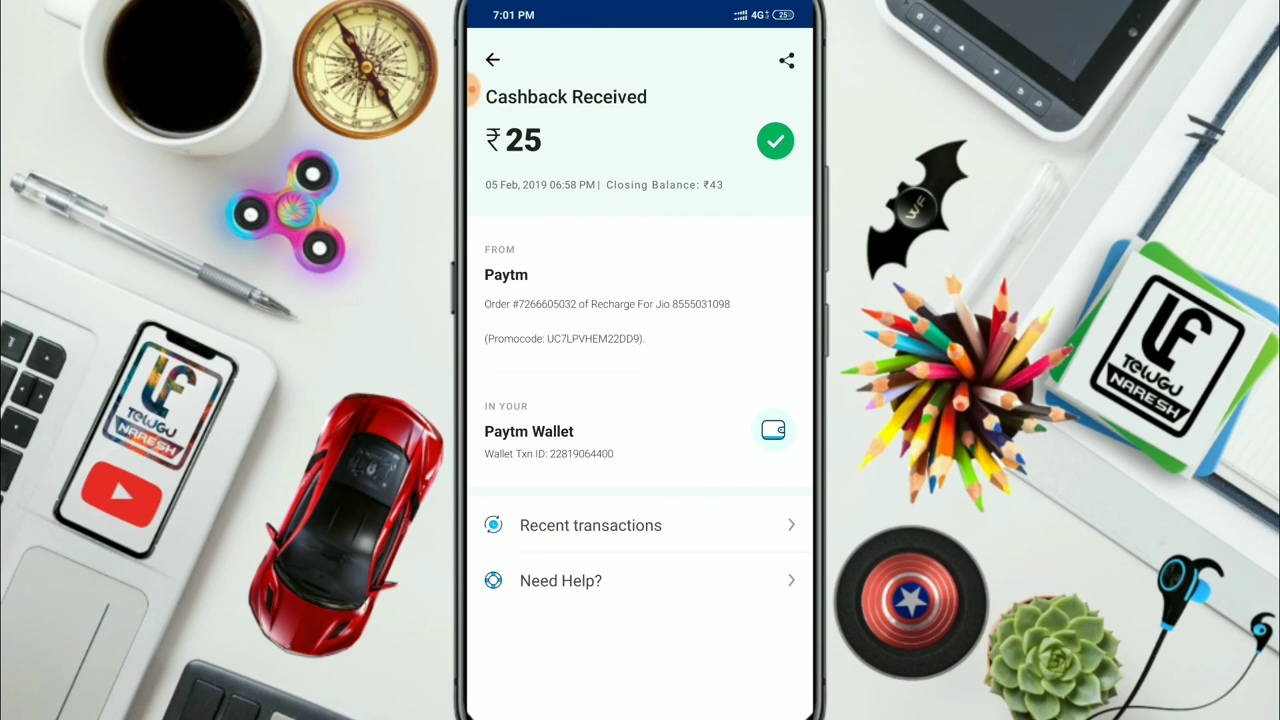 7:01 PM
4G
25
Cashback Received
₹25
05 Feb, 2019 06:58 PM | Closing Balance: ₹43
FROM
Paytm
Order #7266605032 of Recharge For Jio 8555031098
(Promocode: UC7LPVHEM22DD9).
IN YOUR
Paytm Wallet
Wallet Txn ID: 22819064400
Recent transactions
Need Help?
TELUGU
NARESH
WF
TELUGU
NARESH